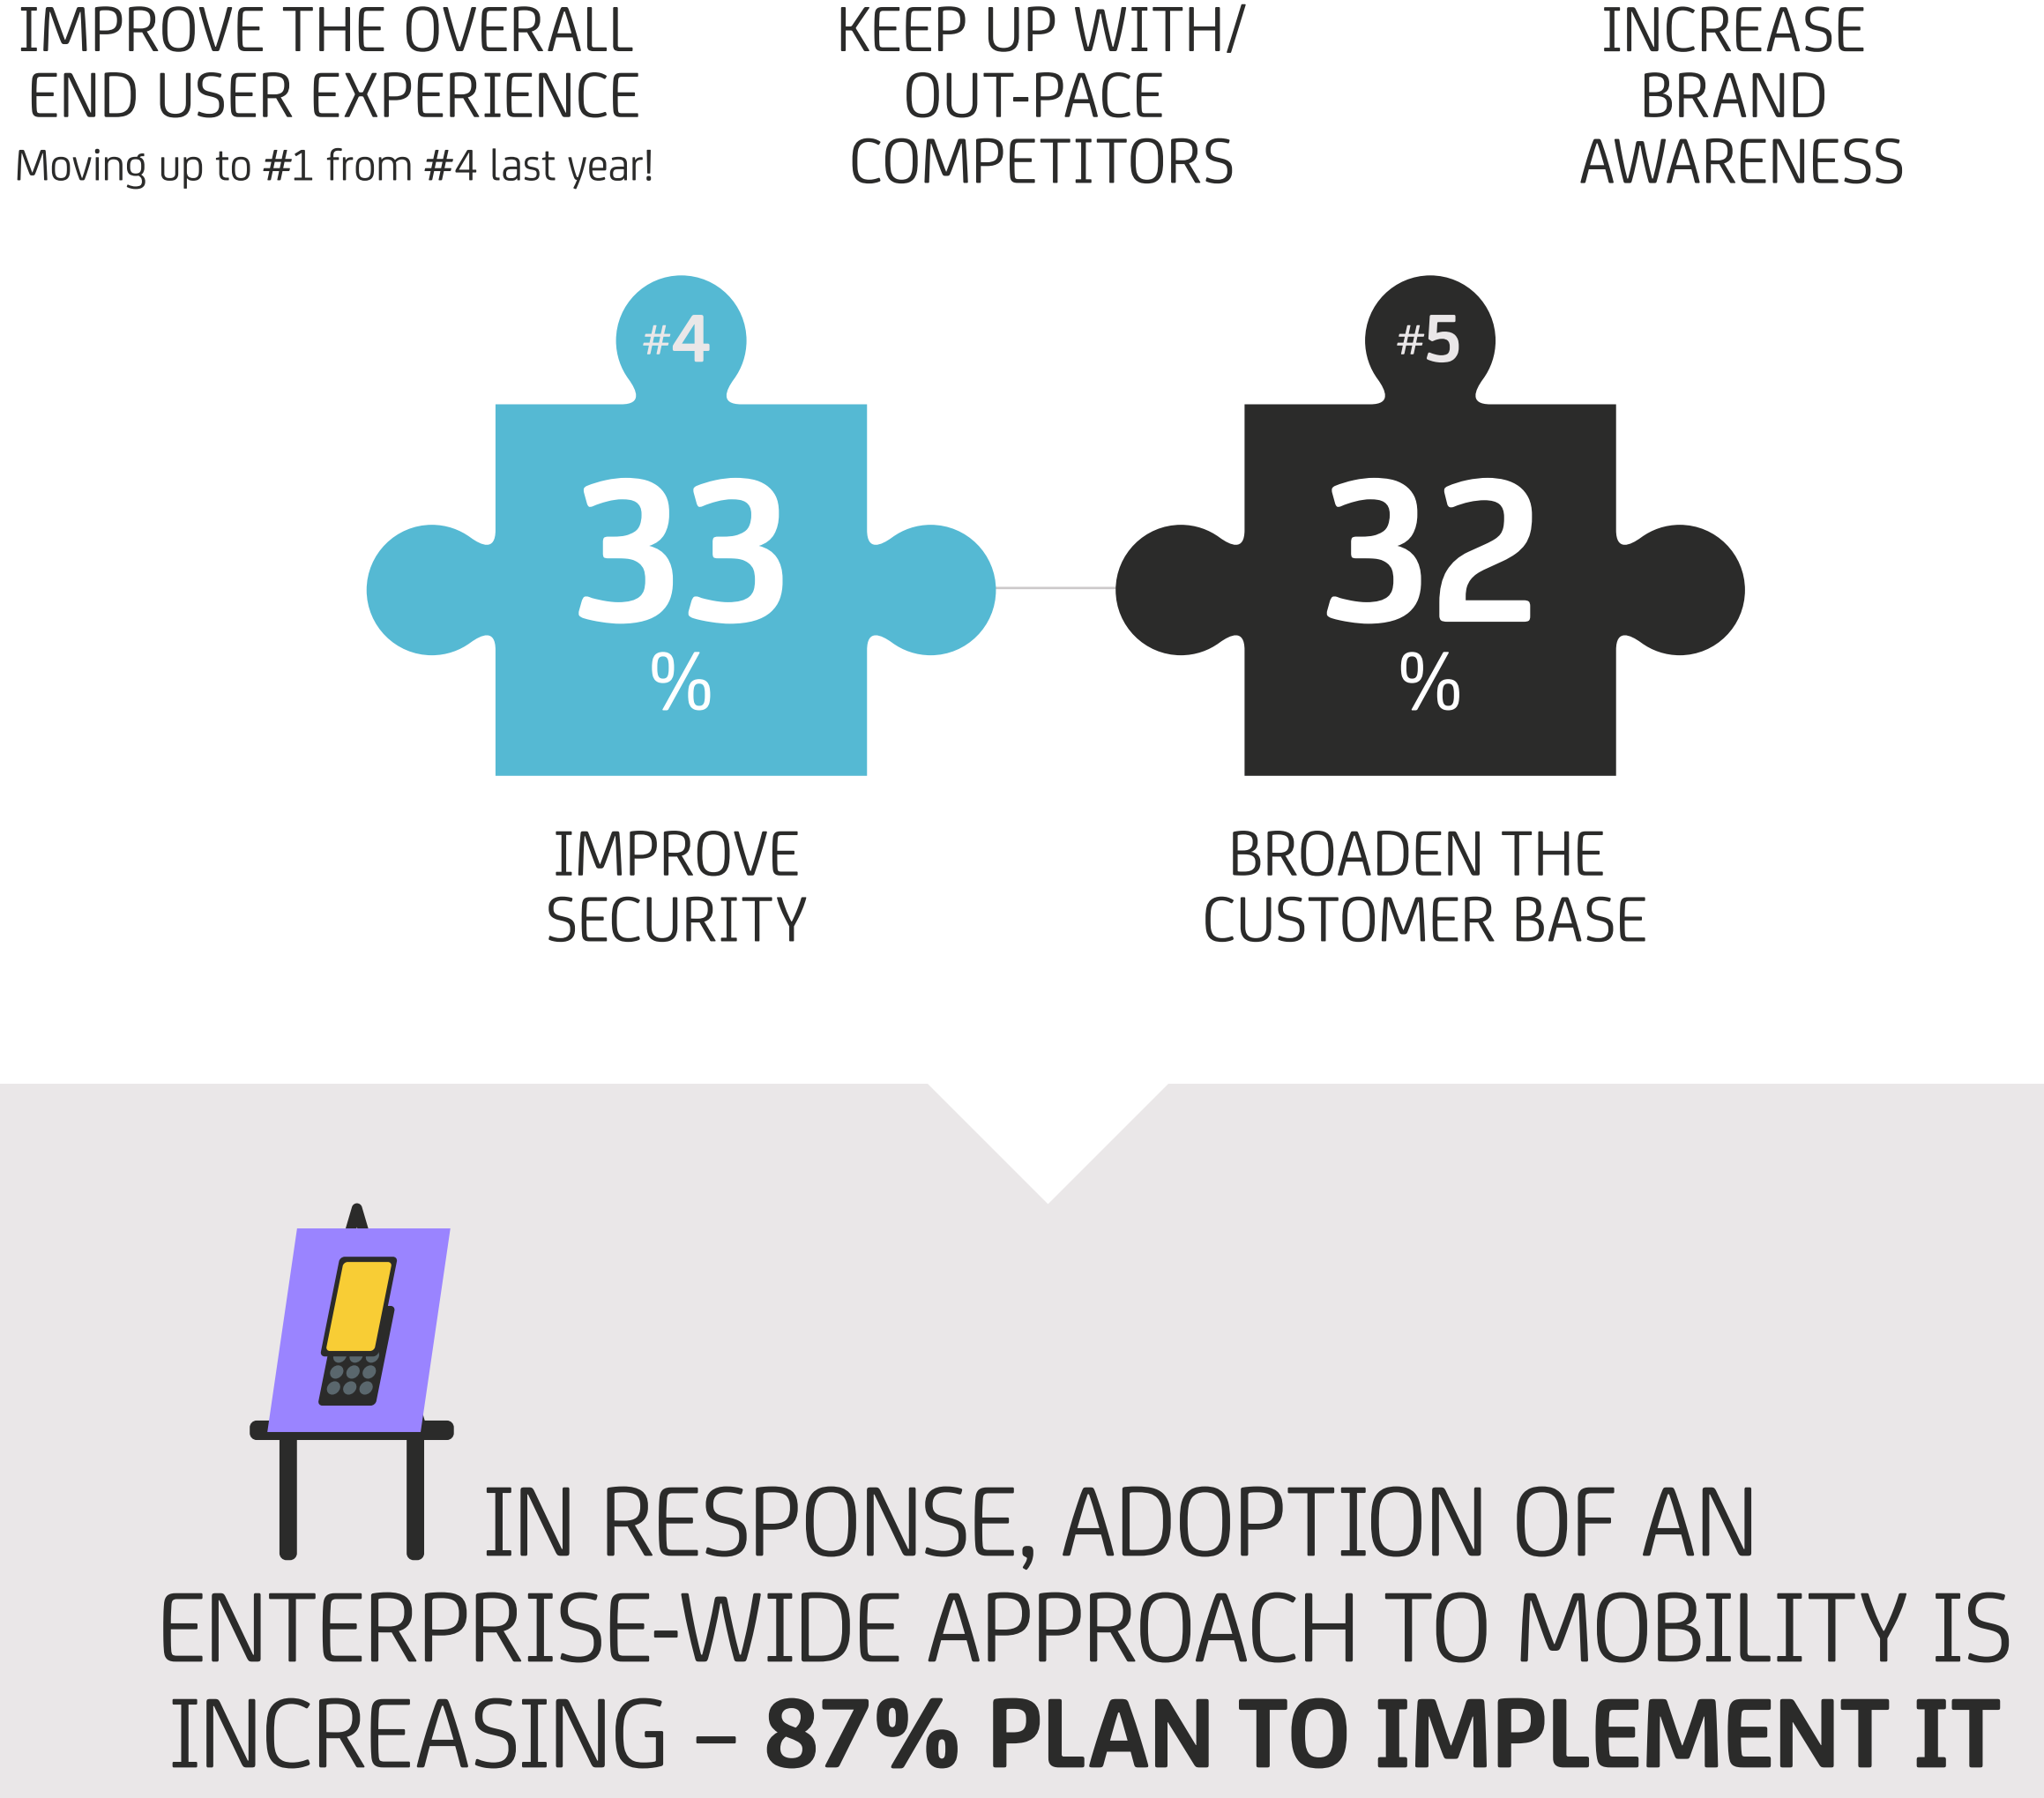 IMPROVE THE OVERALL
END USER EXPERIENCE
Moving up to #1 from #4 last year!
KEEP UP WITH/
OUT-PACE
COMPETITORS
INCREASE
BRAND
AWARENESS
#4
33
%
IMPROVE
SECURITY
#5
32
%
BROADEN THE
CUSTOMER BASE
IN RESPONSE, ADOPTION OF AN
ENTERPRISE-WIDE APPROACH TO MOBILITY IS
INCREASING – 87% PLAN TO IMPLEMENT IT